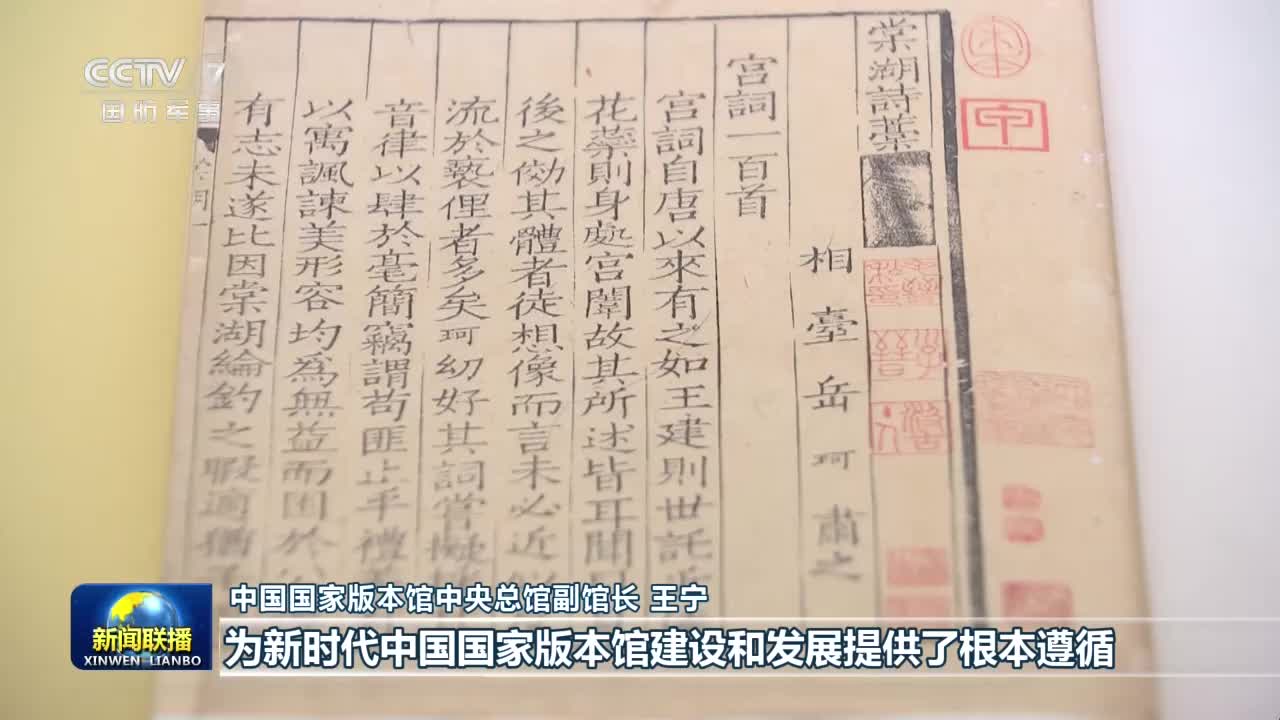 CCTV 7
国防军事
甲
棠湖詩藁
相臺岳珂肅之
宮詞一百首
宮詞自唐以來有之如王建則世託
花蘂則身處宮闈故其所述皆耳聞
後之傚其體者徒想像而言未必近
流於褻俚者多矣珂幼好其詞嘗擬
音律以肆於毫簡竊謂苟匪止乎禮
以寓諷諫美形容均爲無益而困於
有志未遂比因棠湖綸釣之暇適猶
中国国家版本馆中央总馆副馆长 王宁
新闻联播
XINWEN LIANBO
为新时代中国国家版本馆建设和发展提供了根本遵循